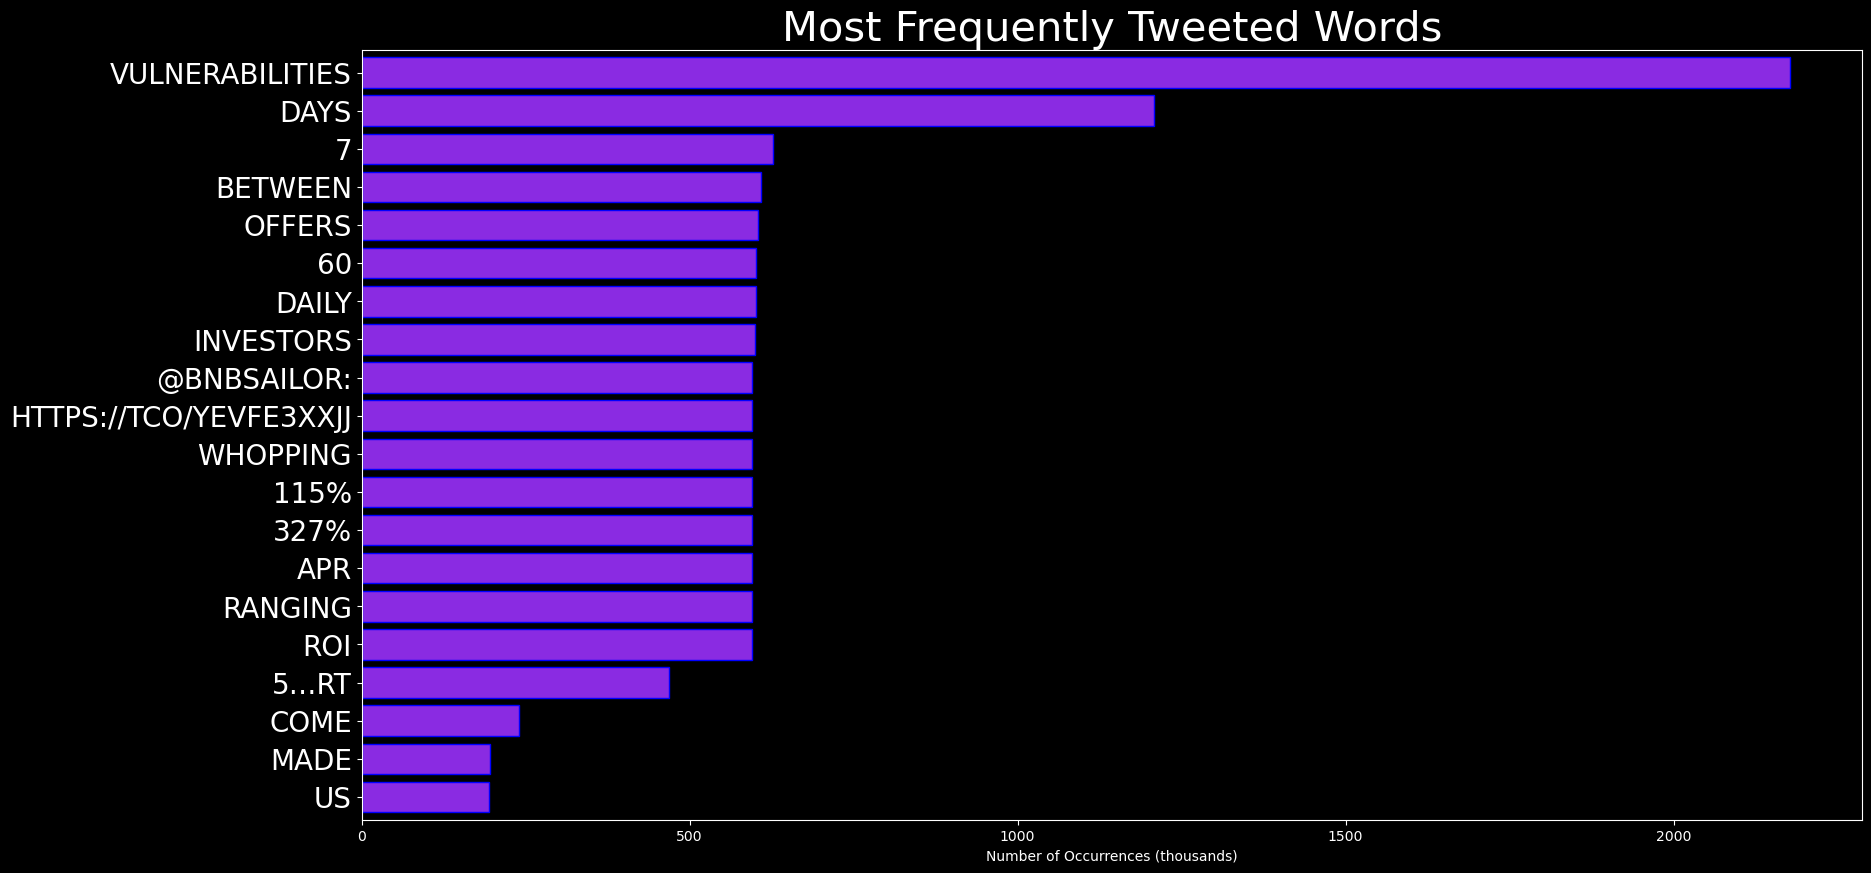 Most Frequently Tweeted Words
VULNERABILITIES
DAYS
7
BETWEEN
OFFERS
60
DAILY
INVESTORS
@BNBSAILOR:
HTTPS://TCO/YEVFE3XXJJ
WHOPPING
115%
327%
APR
RANGING
ROI
5…RT
COME
MADE
US
0 500 1000 1500 2000
Number of Occurrences (thousands)